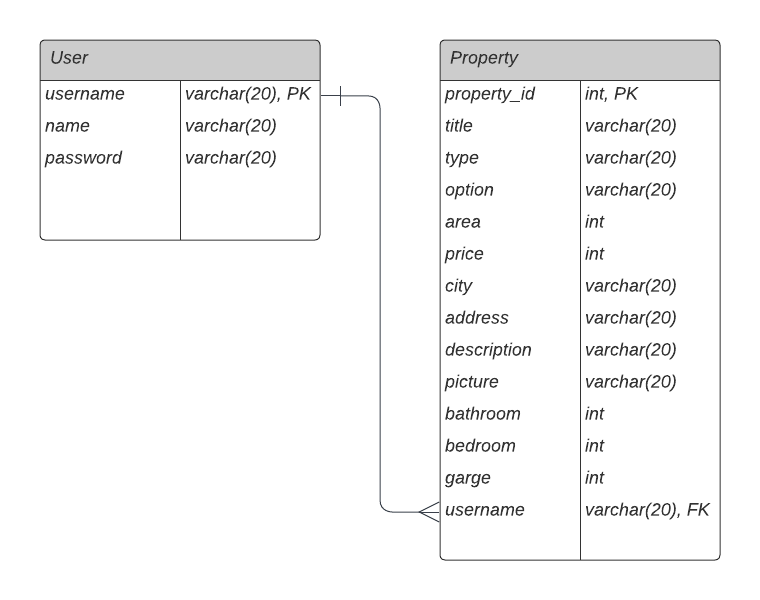 User
username varchar(20), PK
name varchar(20)
password varchar(20)
Property
property_id int, PK
title varchar(20)
type varchar(20)
option varchar(20)
area int
price int
city varchar(20)
address varchar(20)
description varchar(20)
picture varchar(20)
bathroom int
bedroom int
garge int
username varchar(20), FK